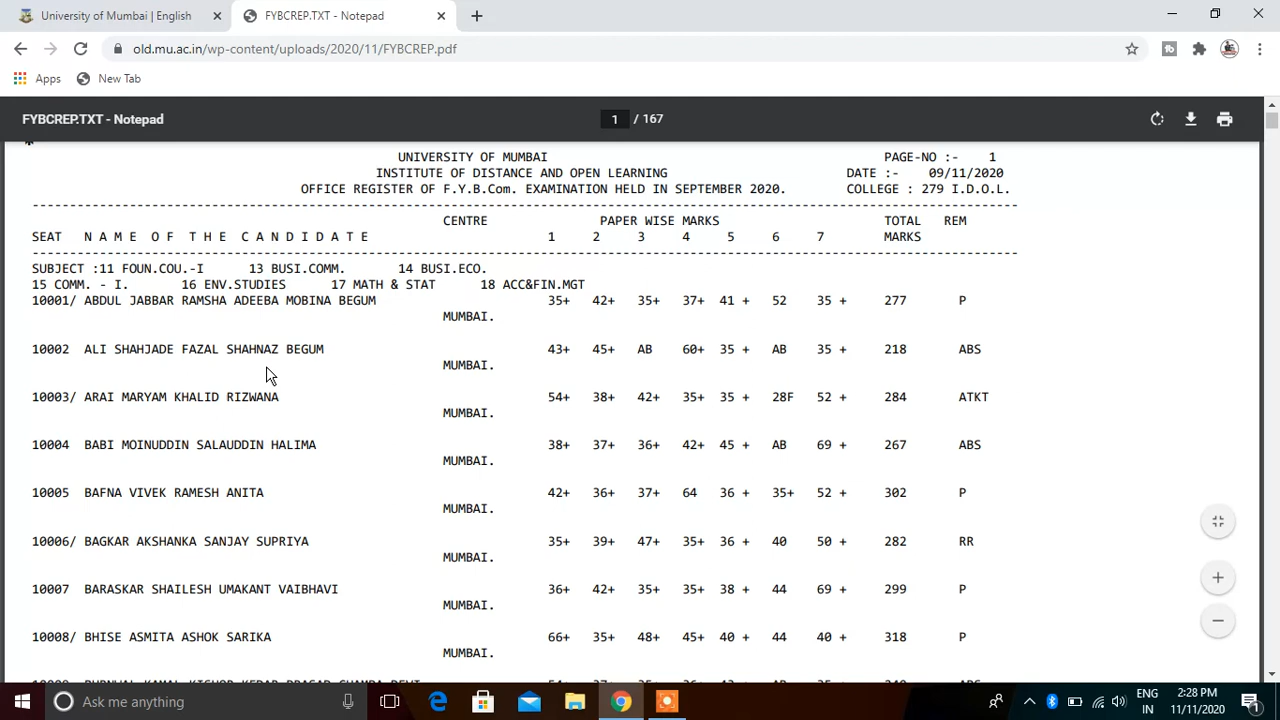 University of Mumbai | English
FYBCREP.TXT - Notepad
old.mu.ac.in/wp-content/uploads/2020/11/FYBCREP.pdf
Apps
New Tab
FYBCREP.TXT - Notepad
1 / 167
UNIVERSITY OF MUMBAI PAGE-NO :- 1
INSTITUTE OF DISTANCE AND OPEN LEARNING DATE :- 09/11/2020
OFFICE REGISTER OF F.Y.B.Com. EXAMINATION HELD IN SEPTEMBER 2020. COLLEGE : 279 I.D.O.L.
CENTRE PAPER WISE MARKS TOTAL REM
SEAT N A M E O F T H E C A N D I D A T E 1 2 3 4 5 6 7 MARKS
SUBJECT :11 FOUN.COU.-I 13 BUSI.COMM. 14 BUSI.ECO.
15 COMM. - I. 16 ENV.STUDIES 17 MATH & STAT 18 ACC&FIN.MGT
10001/ ABDUL JABBAR RAMSHA ADEEBA MOBINA BEGUM 35+ 42+ 35+ 37+ 41 + 52 35 + 277 P
MUMBAI.
10002 ALI SHAHJADE FAZAL SHAHNAZ BEGUM 43+ 45+ AB 60+ 35 + AB 35 + 218 ABS
MUMBAI.
10003/ ARAI MARYAM KHALID RIZWANA 54+ 38+ 42+ 35+ 35 + 28F 52 + 284 ATKT
MUMBAI.
10004 BABI MOINUDDIN SALAUDDIN HALIMA 38+ 37+ 36+ 42+ 45 + AB 69 + 267 ABS
MUMBAI.
10005 BAFNA VIVEK RAMESH ANITA 42+ 36+ 37+ 64 36 + 35+ 52 + 302 P
MUMBAI.
10006/ BAGKAR AKSHANKA SANJAY SUPRIYA 35+ 39+ 47+ 35+ 36 + 40 50 + 282 RR
MUMBAI.
10007 BARASKAR SHAILESH UMAKANT VAIBHAVI 36+ 42+ 35+ 35+ 38 + 44 69 + 299 P
MUMBAI.
10008/ BHISE ASMITA ASHOK SARIKA 66+ 35+ 48+ 45+ 40 + 44 40 + 318 P
MUMBAI.
Ask me anything
ENG
IN
2:28 PM
11/11/2020
1